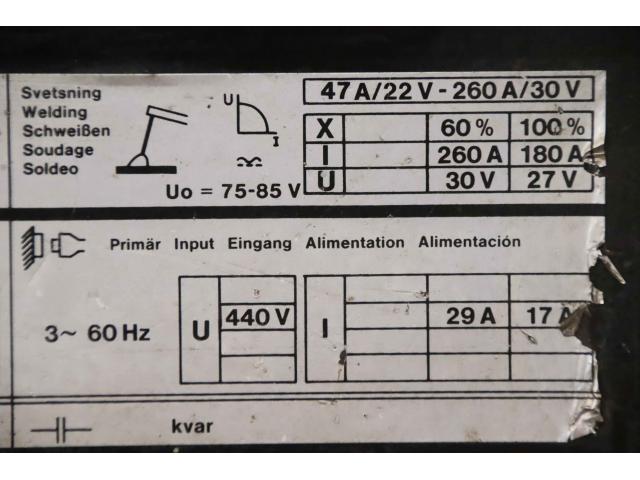 Svetsning
Welding
Schweißen
Soudage
Soldeo
U
I
Uo = 75-85 V
47A/22 V - 260 A/30 V
X 60% 100%
I 260 A 180 A
U 30 V 27 V
Primär Input Eingang Alimentation Alimentación
3~ 60 Hz
U 440 V
I 29 A 17 A
kvar